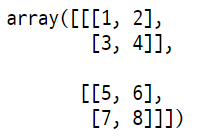 array([[[1, 2],
        [3, 4]],

       [[5, 6],
        [7, 8]]])